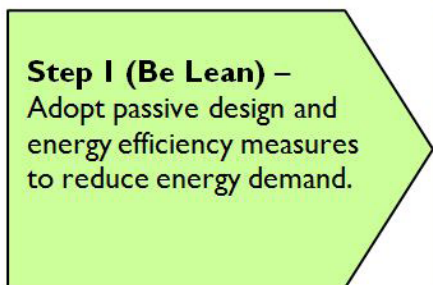 Step 1 (Be Lean) –
Adopt passive design and
energy efficiency measures
to reduce energy demand.